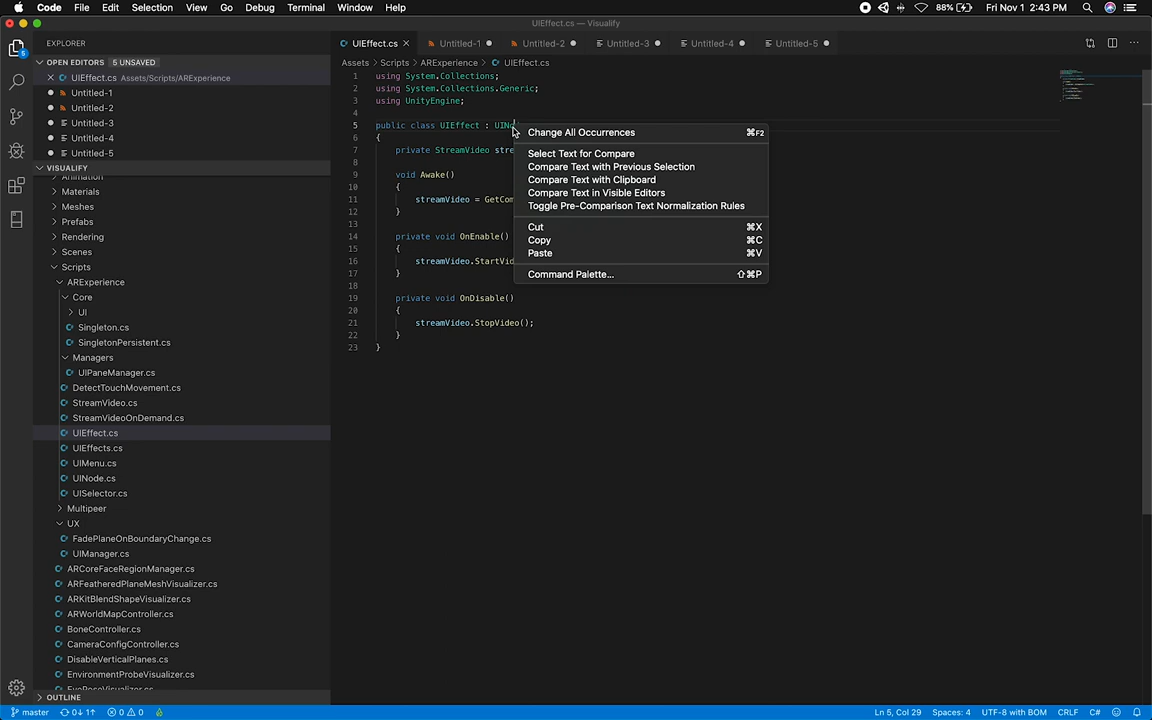 Code File Edit Selection View Go Debug Terminal Window Help 88% Fri Nov 1 2:43 PM
UIEffect.cs — Visualify
EXPLORER
UIEffect.cs Untitled-1 Untitled-2 Untitled-3 Untitled-4 Untitled-5
OPEN EDITORS 5 UNSAVED
UIEffect.cs Assets/Scripts/ARExperience
Untitled-1
Untitled-2
Untitled-3
Untitled-4
Untitled-5
VISUALIFY
Animation
Materials
Meshes
Prefabs
Rendering
Scenes
Scripts
ARExperience
Core
UI
Singleton.cs
SingletonPersistent.cs
Managers
UIPaneManager.cs
DetectTouchMovement.cs
StreamVideo.cs
StreamVideoOnDemand.cs
UIEffect.cs
UIEffects.cs
UIMenu.cs
UINode.cs
UISelector.cs
Multipeer
UX
FadePlaneOnBoundaryChange.cs
UIManager.cs
ARCoreFaceRegionManager.cs
ARFeatheredPlaneMeshVisualizer.cs
ARKitBlendShapeVisualizer.cs
ARWorldMapController.cs
BoneController.cs
CameraConfigController.cs
DisableVerticalPlanes.cs
EnvironmentProbeVisualizer.cs
EyePoseVisualizer.cs
OUTLINE
5
Assets > Scripts > ARExperience > UIEffect.cs
1 using System.Collections;
2 using System.Collections.Generic;
3 using UnityEngine;
4
5 public class UIEffect : UINo
6 {
7 private StreamVideo stre
8
9 void Awake()
10 {
11 streamVideo = GetCom
12 }
13
14 private void OnEnable()
15 {
16 streamVideo.StartVid
17 }
18
19 private void OnDisable()
20 {
21 streamVideo.StopVideo();
22 }
23 }
Change All Occurrences ⌘F2
Select Text for Compare
Compare Text with Previous Selection
Compare Text with Clipboard
Compare Text in Visible Editors
Toggle Pre-Comparison Text Normalization Rules
Cut ⌘X
Copy ⌘C
Paste ⌘V
Command Palette... ⇧⌘P
master 0↓ 1↑ 0 0 Ln 5, Col 29 Spaces: 4 UTF-8 with BOM CRLF C#